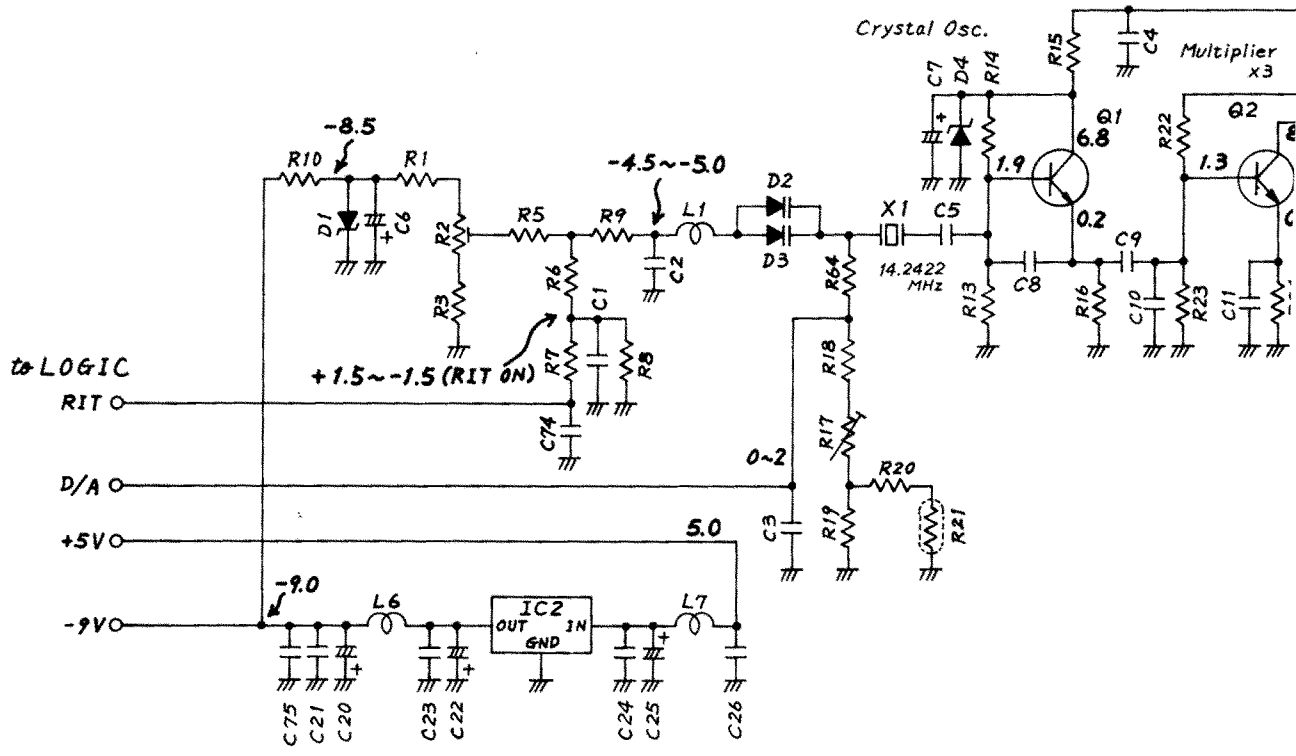 Crystal Osc.
R15
C4
Multiplier
x3
C7
D4
R14
Q1
6.8
1.9
0.2
R22
Q2
1.3
-8.5
R10
R1
D1
C6
R2
R3
R5
R9
-4.5~-5.0
L1
D2
D3
C2
X1
14.2422
MHz
C5
R64
R13
C8
R16
C9
C10
R23
C11
R6
C1
R7
R8
+1.5~-1.5 (RIT ON)
to LOGIC
RIT
C74
R18
R17
0~2
D/A
R20
R19
R21
C3
+5V
5.0
-9.0
-9V
L6
IC2
OUT
IN
GND
L7
C75
C21
C20
C23
C22
C24
C25
C26